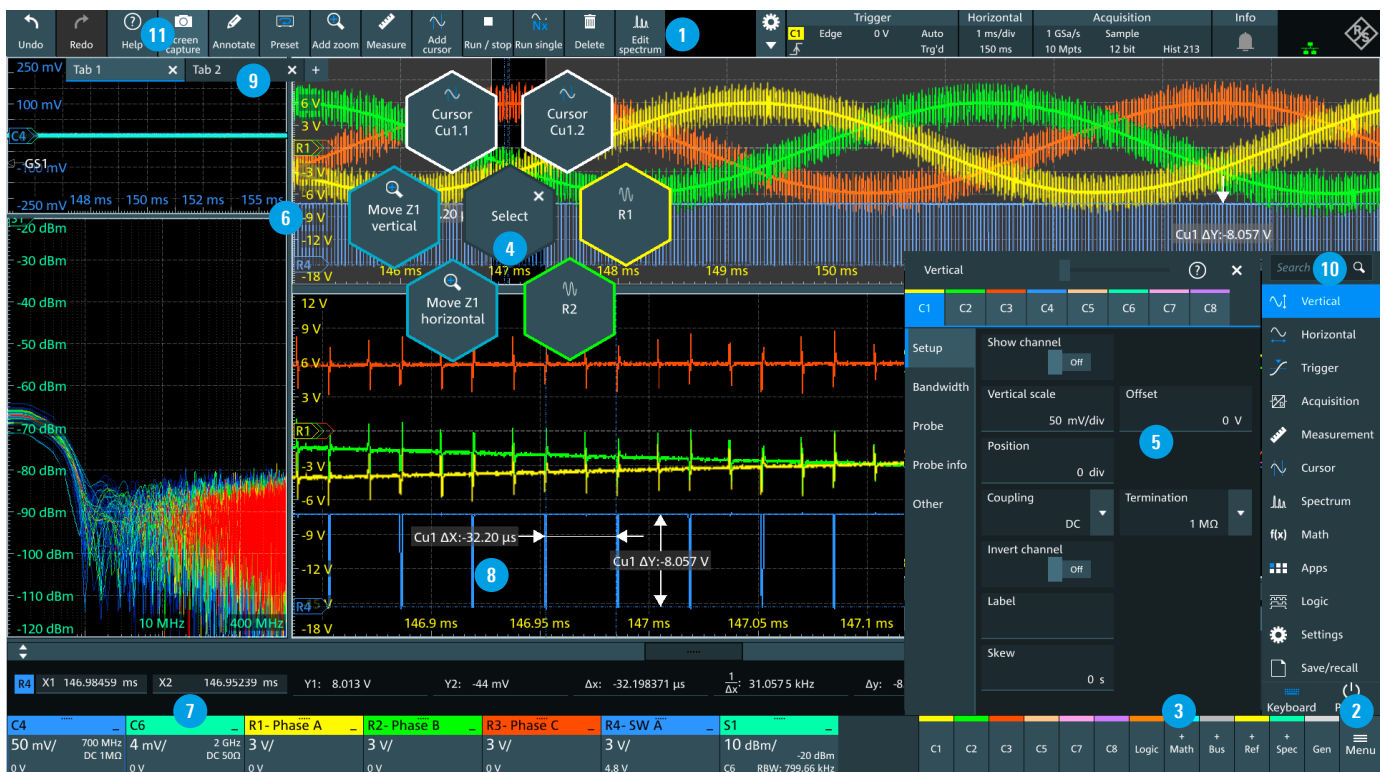 Undo
Redo
Help
11
Screen capture
Annotate
Preset
Add zoom
Measure
Add cursor
Nx
Run / stop
Run single
Delete
Edit spectrum
1
Trigger
C1 Edge 0 V Auto
Trg'd
Horizontal
1 ms/div
150 ms
Acquisition
1 GSa/s Sample
10 Mpts 12 bit Hist 213
Info
R&S
250 mV
Tab 1
Tab 2
9
+
100 mV
C4
GS1
-100 mV
-250 mV
148 ms 150 ms 152 ms 155 ms
6 V
3 V
R1
-3 V
-6 V
6
-9 V
-12 V
R4
-18 V
146 ms 147 ms 148 ms 149 ms 150 ms
Cursor Cu1.1
Cursor Cu1.2
Move Z1 vertical
Select
4
R1
Move Z1 horizontal
R2
Cu1 ΔY:-8.057 V
S1
-20 dBm
-30 dBm
-40 dBm
-50 dBm
-60 dBm
-70 dBm
-80 dBm
-90 dBm
-100 dBm
-110 dBm
-120 dBm
10 MHz 400 MHz
12 V
9 V
6 V
3 V
R1
-3 V
-6 V
-9 V
-12 V
R4
-15 V
-18 V
Cu1 ΔX:-32.20 µs
8
Cu1 ΔY:-8.057 V
146.9 ms 146.95 ms 147 ms 147.05 ms 147.1 ms
Vertical
C1 C2 C3 C4 C5 C6 C7 C8
Setup
Bandwidth
Probe
Probe info
Other
Show channel
Off
Vertical scale
50 mV/div
Offset
0 V
5
Position
0 div
Coupling
DC
Termination
1 MΩ
Invert channel
Off
Label
Skew
0 s
Search
10
Vertical
Horizontal
Trigger
Acquisition
Measurement
Cursor
Spectrum
f(x) Math
Apps
Logic
Settings
Save/recall
Keyboard
2
R4 X1 146.98459 ms X2 146.95239 ms Y1: 8.013 V Y2: -44 mV Δx: -32.198371 µs 1/Δx: 31.0575 kHz Δy: -8.
7
C4
50 mV/ 700 MHz
DC 1MΩ
0 V
C6
4 mV/ 2 GHz
DC 50Ω
0 V
R1- Phase A
3 V/
0 V
R2- Phase B
3 V/
0 V
R3- Phase C
3 V/
0 V
R4- SW A
3 V/
4.8 V
S1
10 dBm/
-20 dBm
C6 RBW: 799.66 kHz
3
C1 C2 C3 C5 C7 C8 Logic + Math + Bus + Ref + Spec Gen Menu